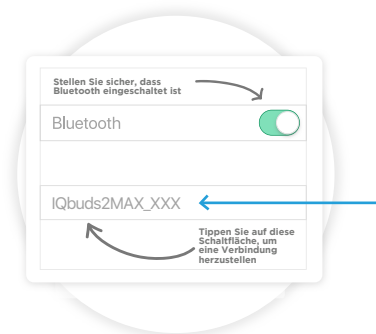 Stellen Sie sicher, dass
Bluetooth eingeschaltet ist
Bluetooth
IQbuds2MAX_XXX
Tippen Sie auf diese
Schaltfläche, um
eine Verbindung
herzustellen